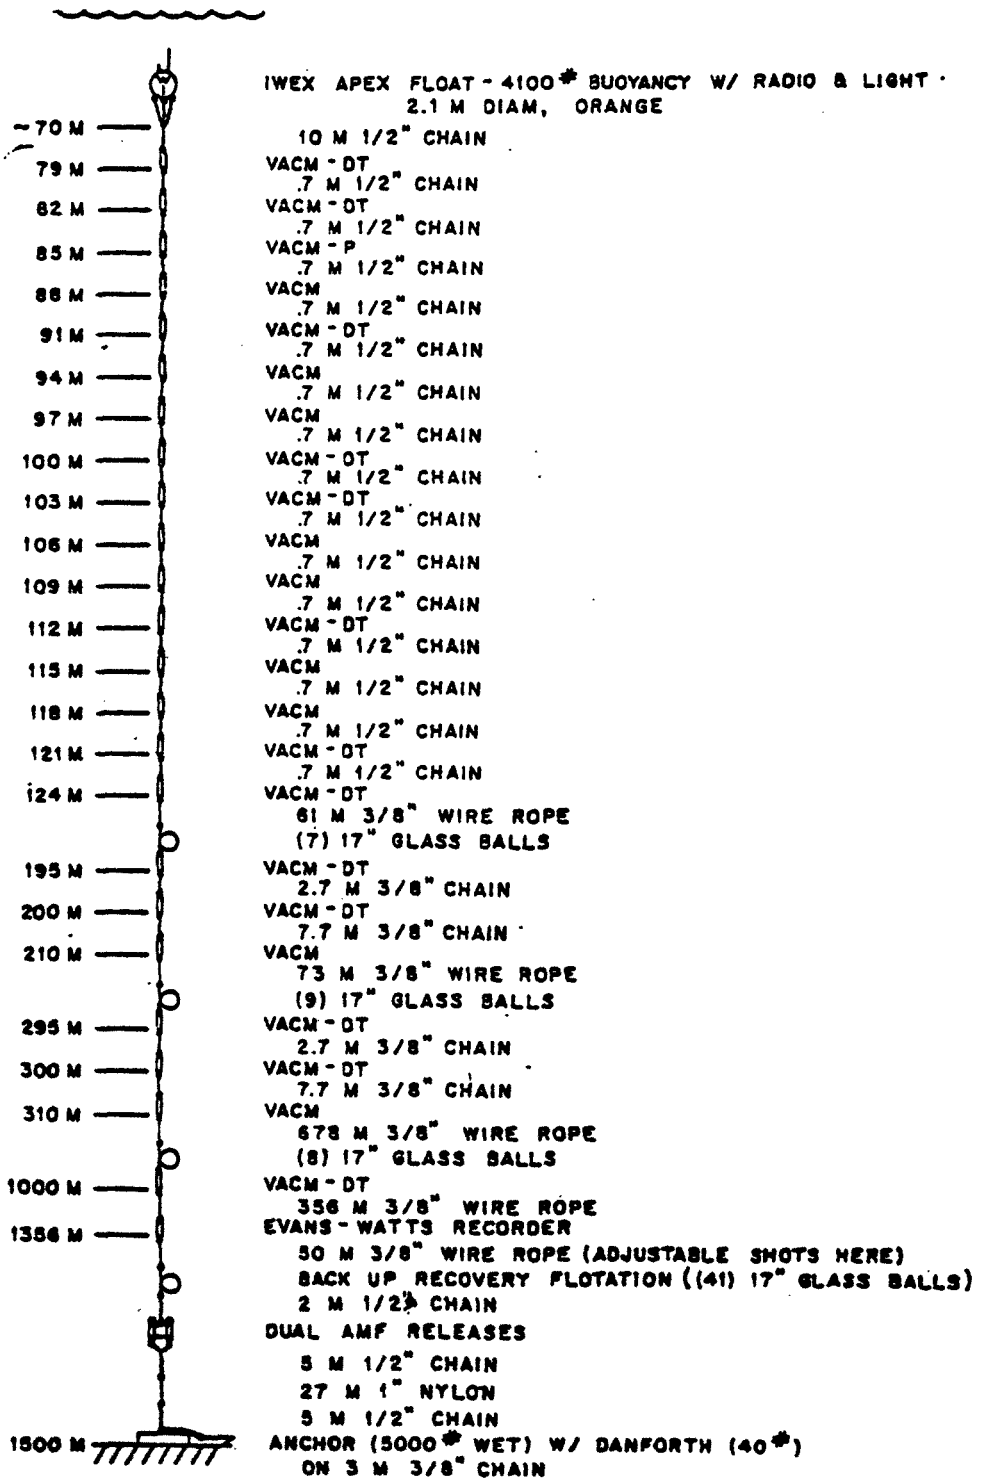 IWEX APEX FLOAT - 4100# BUOYANCY W/ RADIO & LIGHT
2.1 M DIAM, ORANGE
~70 M
10 M 1/2" CHAIN
79 M VACM - DT
.7 M 1/2" CHAIN
82 M VACM - DT
.7 M 1/2" CHAIN
85 M VACM - P
.7 M 1/2" CHAIN
88 M VACM
.7 M 1/2" CHAIN
91 M VACM - DT
.7 M 1/2" CHAIN
94 M VACM
.7 M 1/2" CHAIN
97 M VACM
.7 M 1/2" CHAIN
100 M VACM - DT
.7 M 1/2" CHAIN
103 M VACM - DT
.7 M 1/2" CHAIN
106 M VACM
.7 M 1/2" CHAIN
109 M VACM
.7 M 1/2" CHAIN
112 M VACM - DT
.7 M 1/2" CHAIN
115 M VACM
.7 M 1/2" CHAIN
118 M VACM
.7 M 1/2" CHAIN
121 M VACM - DT
.7 M 1/2" CHAIN
124 M VACM - DT
61 M 3/8" WIRE ROPE
(7) 17" GLASS BALLS
195 M VACM - DT
2.7 M 3/8" CHAIN
200 M VACM - DT
7.7 M 3/8" CHAIN
210 M VACM
73 M 3/8" WIRE ROPE
(9) 17" GLASS BALLS
295 M VACM - DT
2.7 M 3/8" CHAIN
300 M VACM - DT
7.7 M 3/8" CHAIN
310 M VACM
678 M 3/8" WIRE ROPE
(8) 17" GLASS BALLS
1000 M VACM - DT
356 M 3/8" WIRE ROPE
1356 M EVANS - WATTS RECORDER
50 M 3/8" WIRE ROPE (ADJUSTABLE SHOTS HERE)
BACK UP RECOVERY FLOTATION ((41) 17" GLASS BALLS)
2 M 1/2" CHAIN
DUAL AMF RELEASES
5 M 1/2" CHAIN
27 M 1" NYLON
5 M 1/2" CHAIN
1500 M ANCHOR (5000# WET) W/ DANFORTH (40#)
ON 3 M 3/8" CHAIN